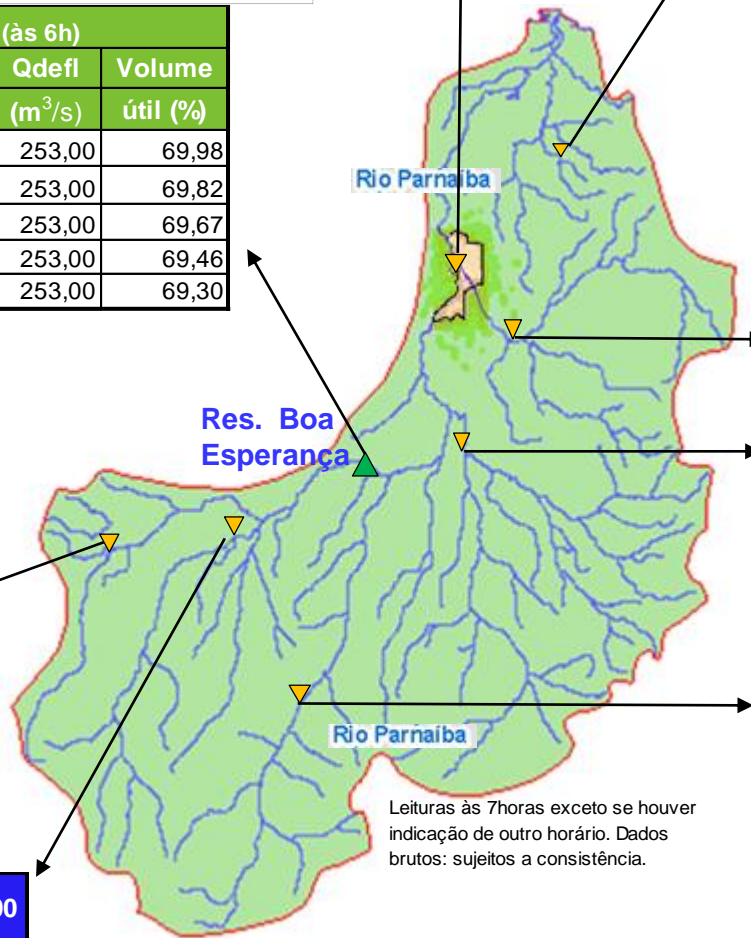 (às 6h)
Qdefl Volume
(m³/s) útil (%)
253,00 69,98
253,00 69,82
253,00 69,67
253,00 69,46
253,00 69,30
Rio Parnaíba
Res. Boa
Esperança
Rio Parnaíba
Leituras às 7horas exceto se houver
indicação de outro horário. Dados
brutos: sujeitos a consistência.